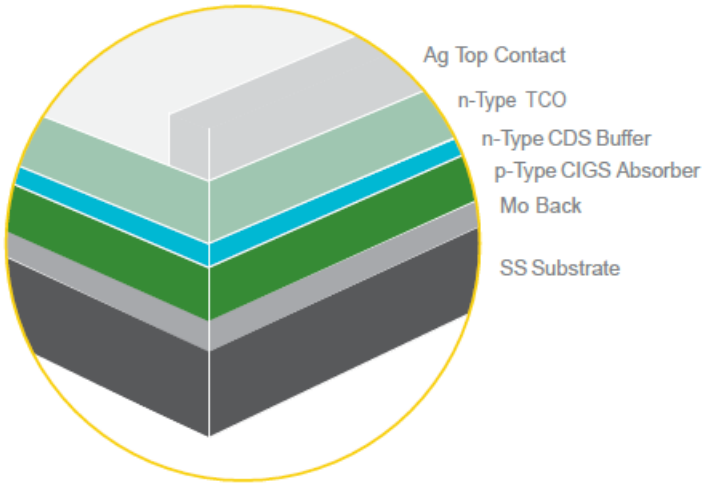 Ag Top Contact
n-Type TCO
n-Type CDS Buffer
p-Type CIGS Absorber
Mo Back
SS Substrate